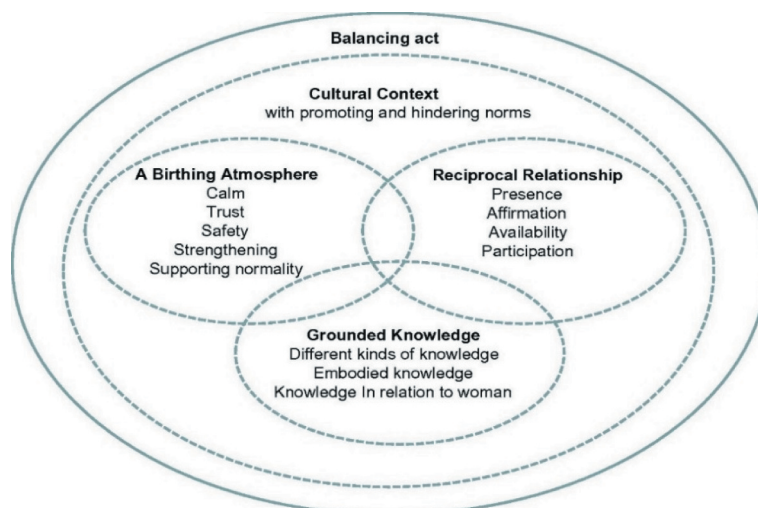 Balancing act
Cultural Context
with promoting and hindering norms
A Birthing Atmosphere
Calm
Trust
Safety
Strengthening
Supporting normality
Reciprocal Relationship
Presence
Affirmation
Availability
Participation
Grounded Knowledge
Different kinds of knowledge
Embodied knowledge
Knowledge In relation to woman